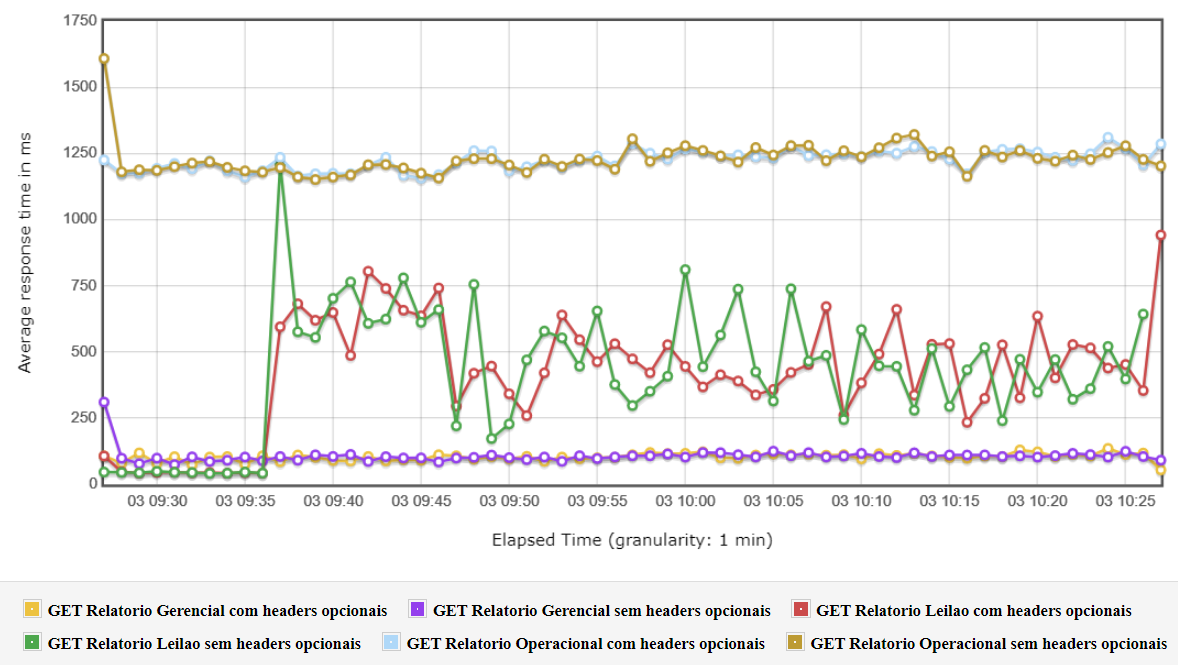 1750
1500
1250
1000
750
500
250
0
Average response time in ms
03 09:30 03 09:35 03 09:40 03 09:45 03 09:50 03 09:55 03 10:00 03 10:05 03 10:10 03 10:15 03 10:20 03 10:25
Elapsed Time (granularity: 1 min)
GET Relatorio Gerencial com headers opcionais GET Relatorio Gerencial sem headers opcionais GET Relatorio Leilao com headers opcionais
GET Relatorio Leilao sem headers opcionais GET Relatorio Operacional com headers opcionais GET Relatorio Operacional sem headers opcionais